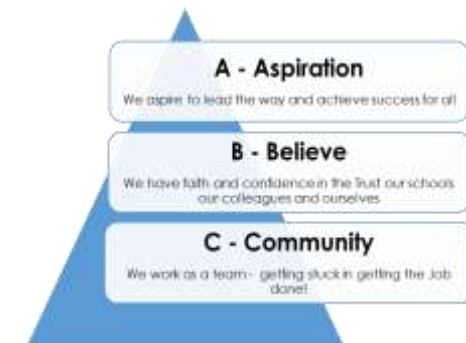 A - Aspiration
We aspire to lead the way and achieve success for all
B - Believe
We have faith and confidence in the Trust our schools
our colleagues and ourselves
C - Community
We work as a team - getting stuck in getting the Job
done!